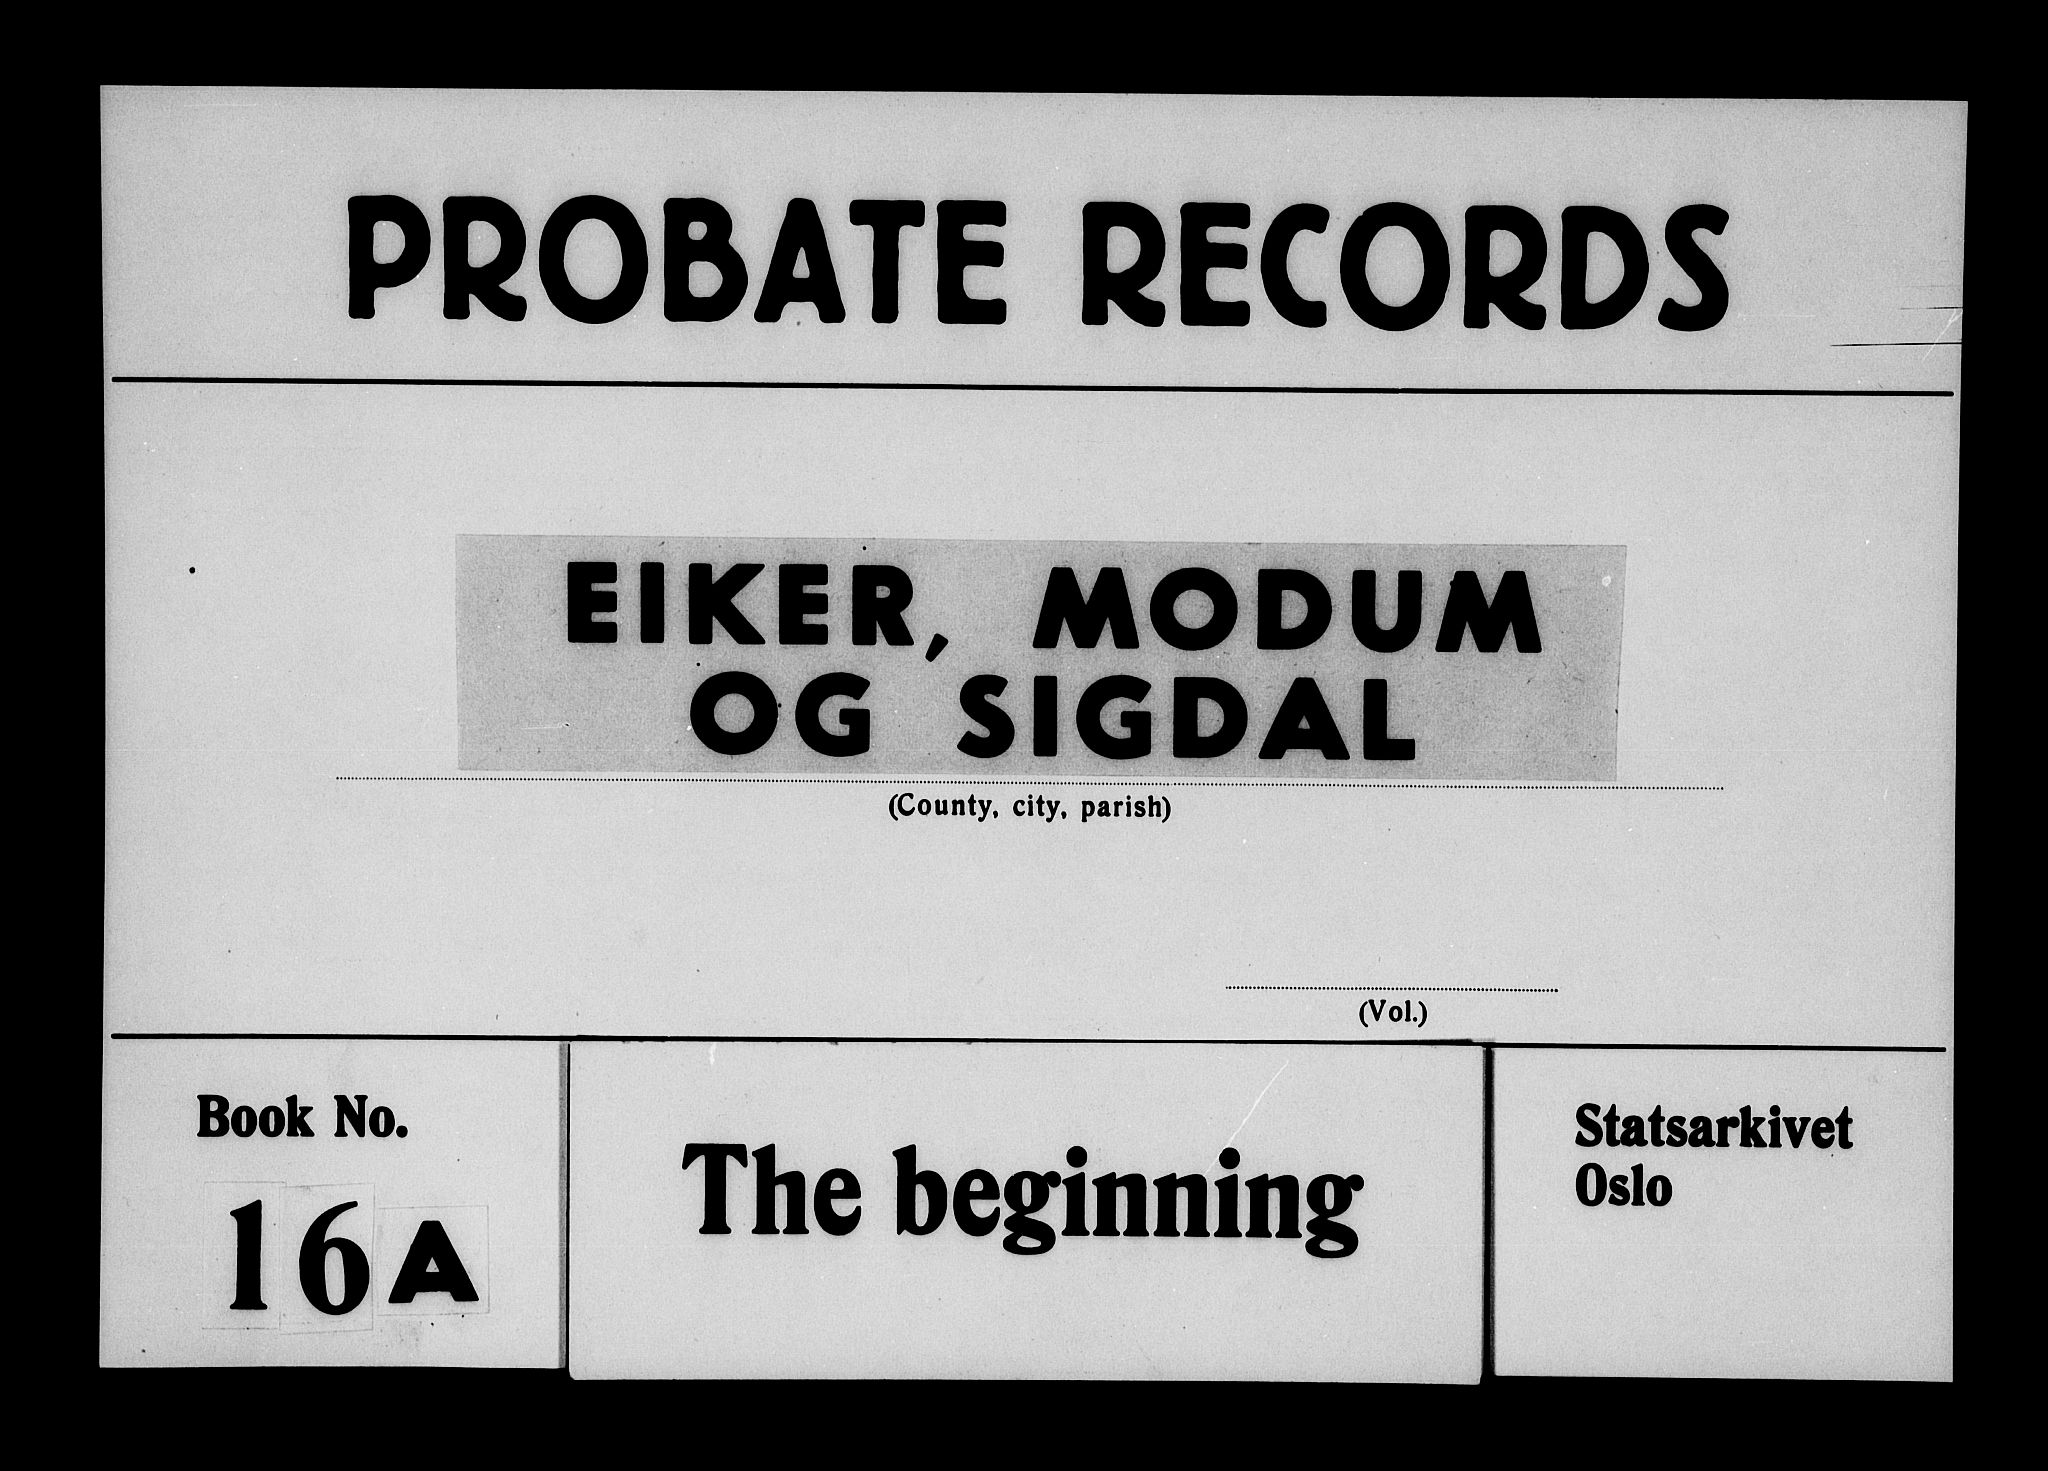 PROBATE RECORDS
EIKER, MODUM
OG SIGDAL
(County, city, parish)
(Vol.)
Book No.
16A
The beginning
Statsarkivet
Oslo